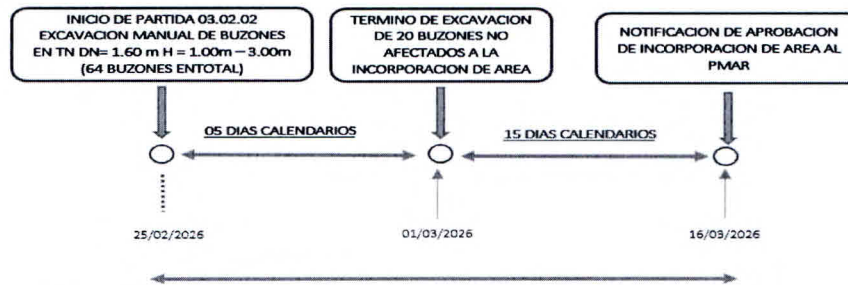 INICIO DE PARTIDA 03.02.02
EXCAVACION MANUAL DE BUZONES
EN TN DN= 1.60 m H = 1.00m – 3.00m
(64 BUZONES ENTOTAL)
TERMINO DE EXCAVACION
DE 20 BUZONES NO
AFECTADOS A LA
INCORPORACION DE AREA
NOTIFICACION DE APROBACION
DE INCORPORACION DE AREA AL
PMAR
05 DIAS CALENDARIOS
15 DIAS CALENDARIOS
25/02/2026
01/03/2026
16/03/2026